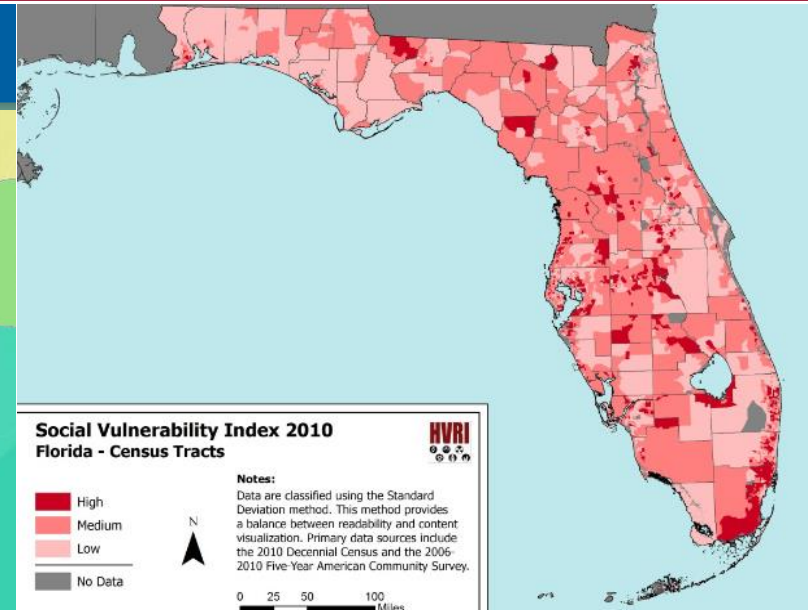 Social Vulnerability Index 2010
Florida - Census Tracts
HVRI
High
Medium
Low
No Data
N
Notes:
Data are classified using the Standard
Deviation method. This method provides
a balance between readability and content
visualization. Primary data sources include
the 2010 Decennial Census and the 2006-
2010 Five-Year American Community Survey.
0 25 50 100
Miles